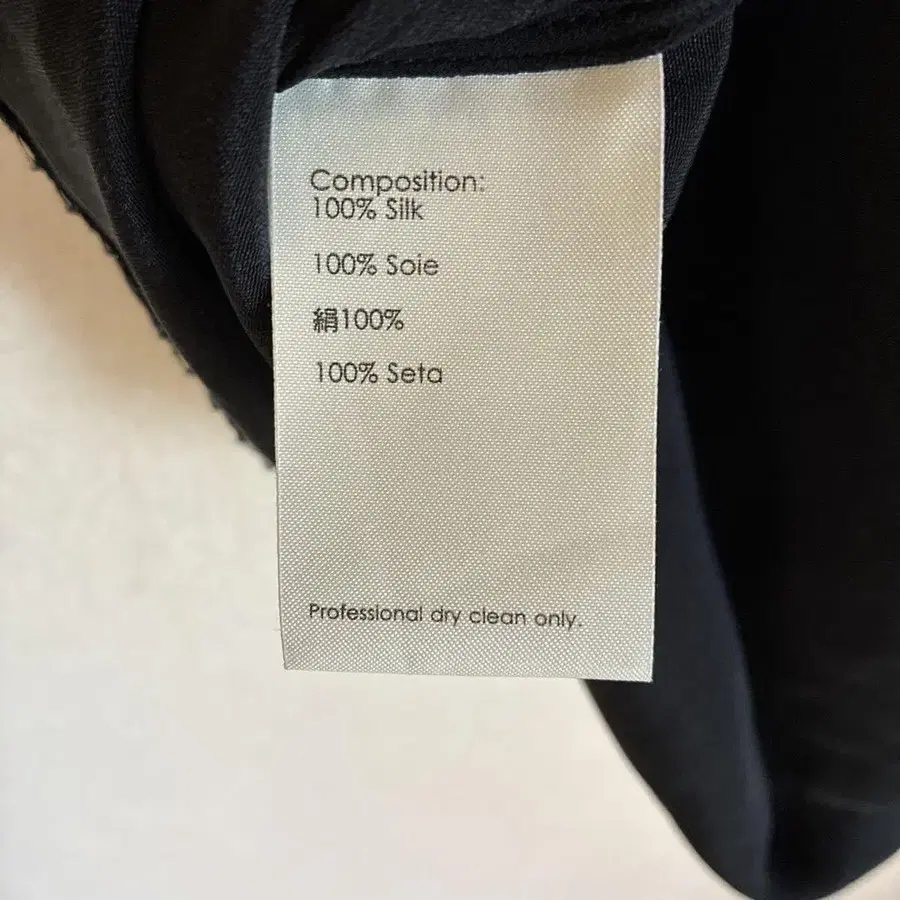 Composition:
100% Silk
100% Soie
絹100%
100% Seta
Professional dry clean only.